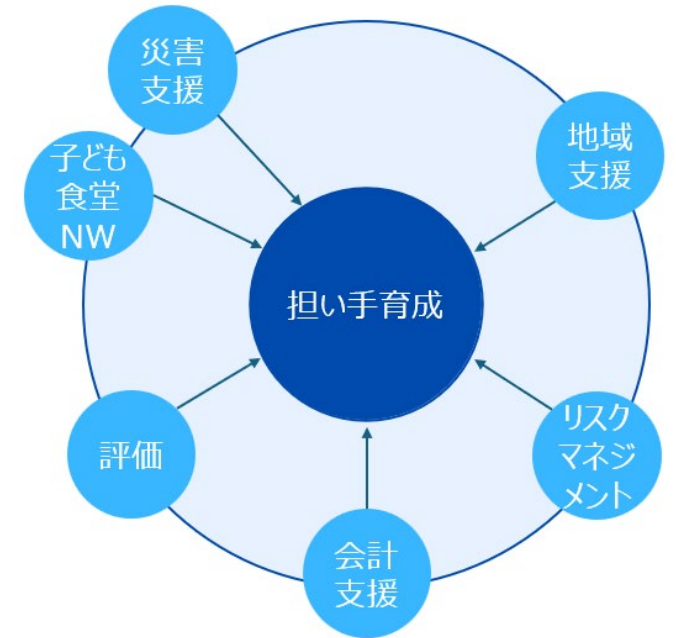 災害
支援
子ども
食堂
NW
地域
支援
担い手育成
評価
リスク
マネジ
メント
会計
支援